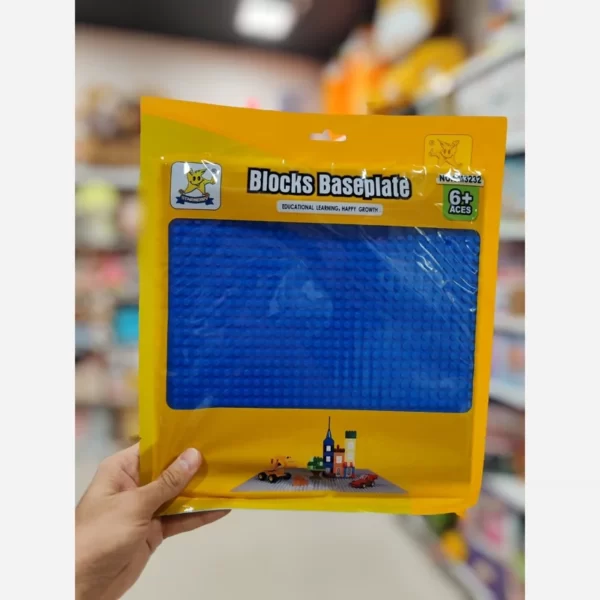 Blocks Baseplate
EDUCATIONAL LEARNING, HAPPY GROWTH
6+
ACES